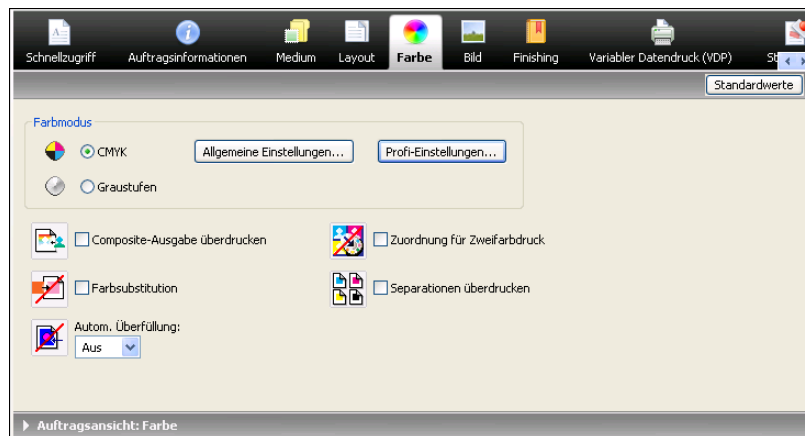 Schnellzugriff Auftragsinformationen Medium Layout Farbe Bild Finishing Variabler Datendruck (VDP)
Standardwerte
Farbmodus
CMYK Allgemeine Einstellungen... Profi-Einstellungen...
Graustufen
Composite-Ausgabe überdrucken Zuordnung für Zweifarbdruck
Farbsubstitution Separationen überdrucken
Autom. Überfüllung:
Aus
Auftragsansicht: Farbe